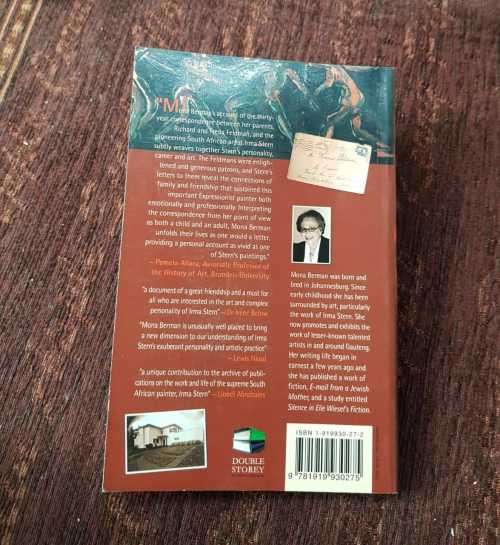 "Mona Berman's account of the thirty-
year correspondence between her parents,
Richard and Freda Feldman, and the
pioneering South African artist Irma Stern
subtly weaves together Stern's personality,
career and art. The Feldmans were enlight-
ened and generous patrons, and Stern's
letters to them reveal the connections of
family and friendship that sustained this
important Expressionist painter both
emotionally and professionally. Interpreting
the correspondence from her point of view
as both a child and an adult, Mona Berman
unfolds their lives as one would a letter,
providing a personal account as vivid as one
of Stern's paintings."
– Pamela Allara, Associate Professor of
the History of Art, Brandeis University
"a document of a great friendship and a must for
all who are interested in the art and complex
personality of Irma Stern" – Dr Irene Below
"Mona Berman is unusually well placed to bring
a new dimension to our understanding of Irma
Stern's exuberant personality and artistic practice"
"a unique contribution to the archive of publi-
cations on the work and life of the supreme South
African painter, Irma Stern" – Lionel Abrahams
Mona Berman was born and
lived in Johannesburg. Since
early childhood she has been
surrounded by art, particularly
the work of Irma Stern. She
now promotes and exhibits the
work of lesser-known talented
artists in and around Gauteng.
Her writing life began in
earnest a few years ago and
she has published a work of
fiction, E-mail from a Jewish
Mother, and a study entitled
Silence in Elie Wiesel's Fiction.
DOUBLE
STOREY
ISBN 1-919930-27-2
9 781919 930275